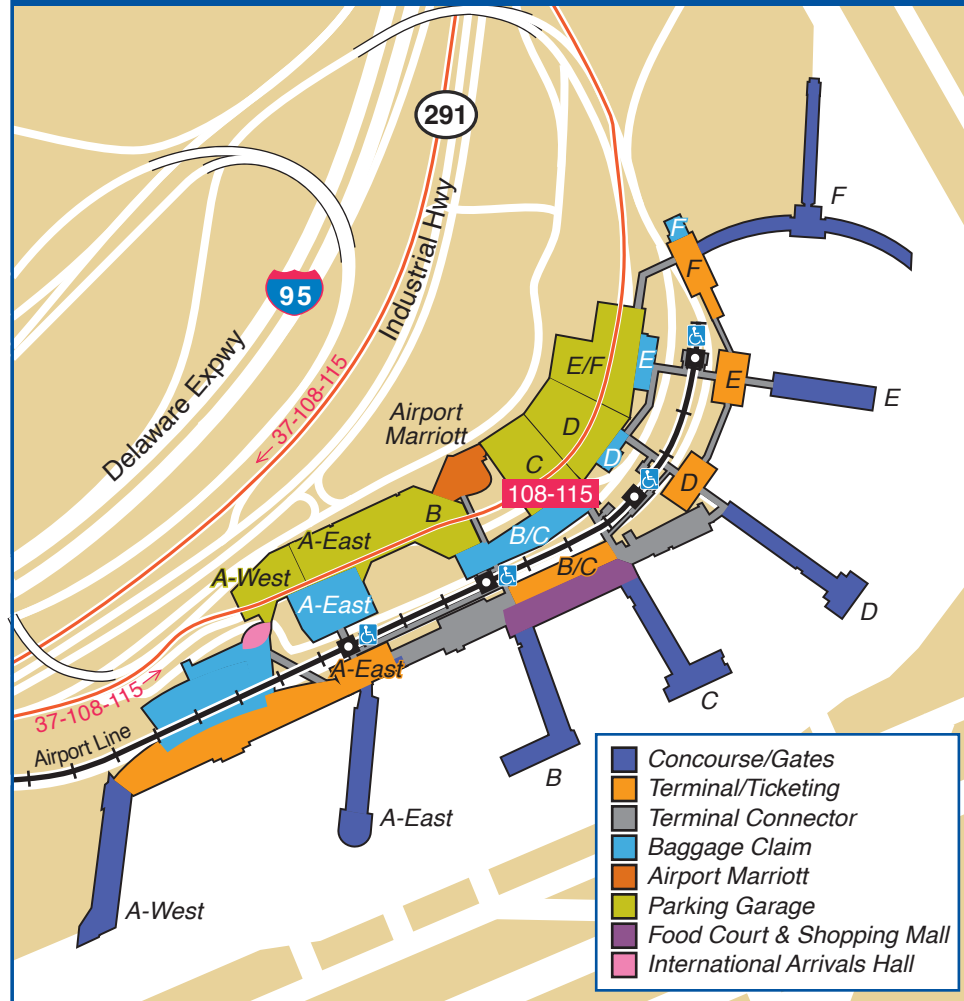 291
Industrial Hwy
95
Delaware Expwy
← 37-108-115
F
F
F
E/F
E
E
E
Airport
Marriott
D
D
D
C
108-115
B
B/C
A-East
A-West
B/C
A-East
D
A-East
C
37-108-115 →
Airport Line
B
A-East
A-West
Concourse/Gates
Terminal/Ticketing
Terminal Connector
Baggage Claim
Airport Marriott
Parking Garage
Food Court & Shopping Mall
International Arrivals Hall